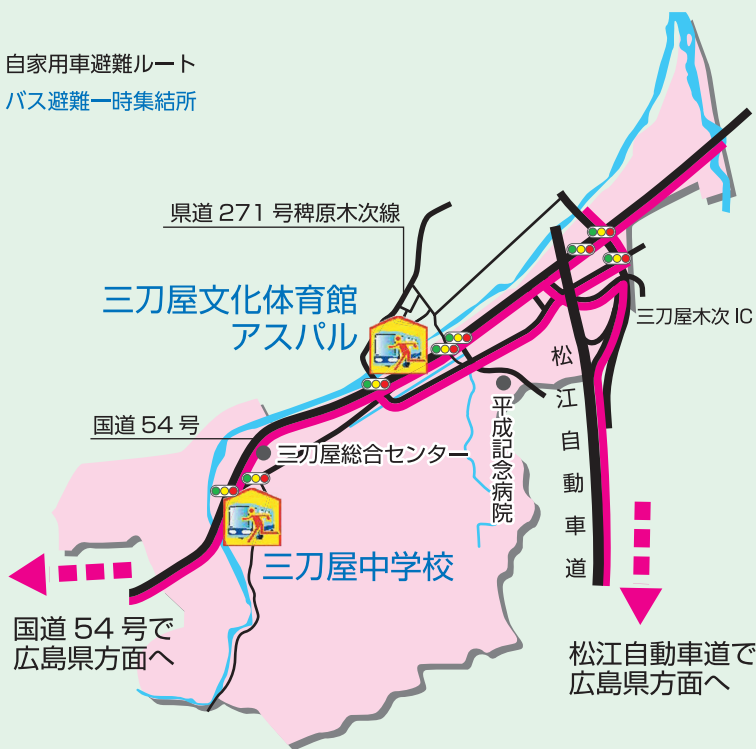 自家用車避難ルート
バス避難一時集結所
県道 271 号稗原木次線
三刀屋文化体育館
アスパル
三刀屋木次 IC
松江自動車道
平成記念病院
国道 54 号
三刀屋総合センター
三刀屋中学校
国道 54 号で
広島県方面へ
松江自動車道で
広島県方面へ